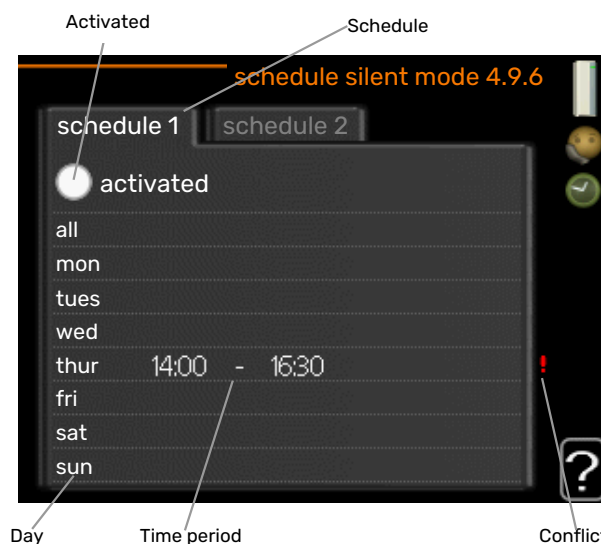 Activated
Schedule
schedule silent mode 4.9.6
schedule 1 schedule 2
activated
all
mon
tues
wed
thur 14:00 - 16:30 !
fri
sat
sun
?
Day Time period Conflict